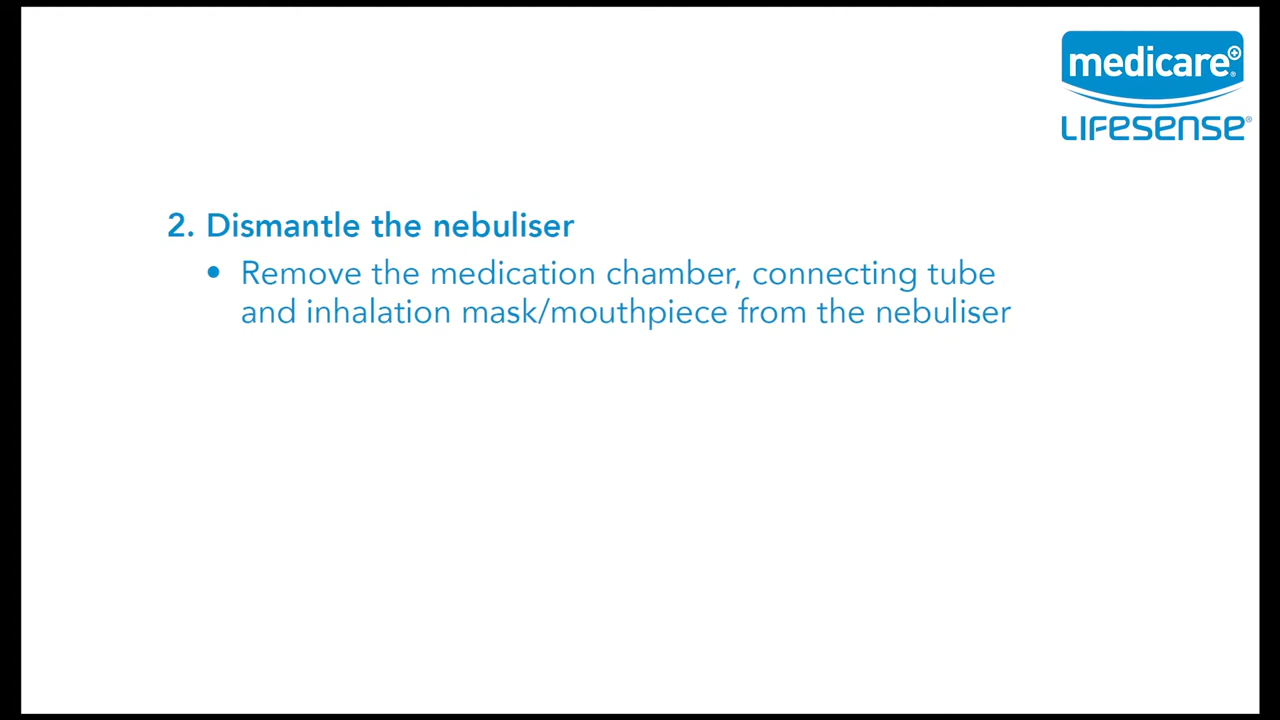 medicare
LIFESENSE®
2. Dismantle the nebuliser
• Remove the medication chamber, connecting tube
and inhalation mask/mouthpiece from the nebuliser